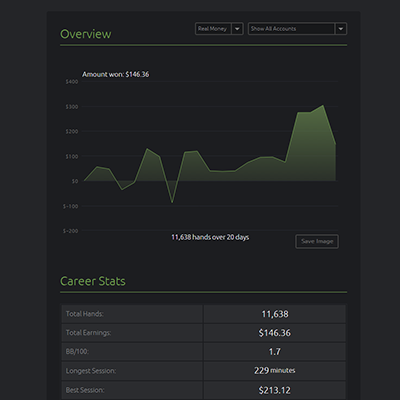 Overview
Real Money
Show All Accounts
Amount won: $146.36
$400
$300
$200
$100
$0
$-100
$-200
11,638 hands over 20 days
Save Image
Career Stats
Total Hands: 11,638
Total Earnings: $146.36
BB/100: 1.7
Longest Session: 229 minutes
Best Session: $213.12